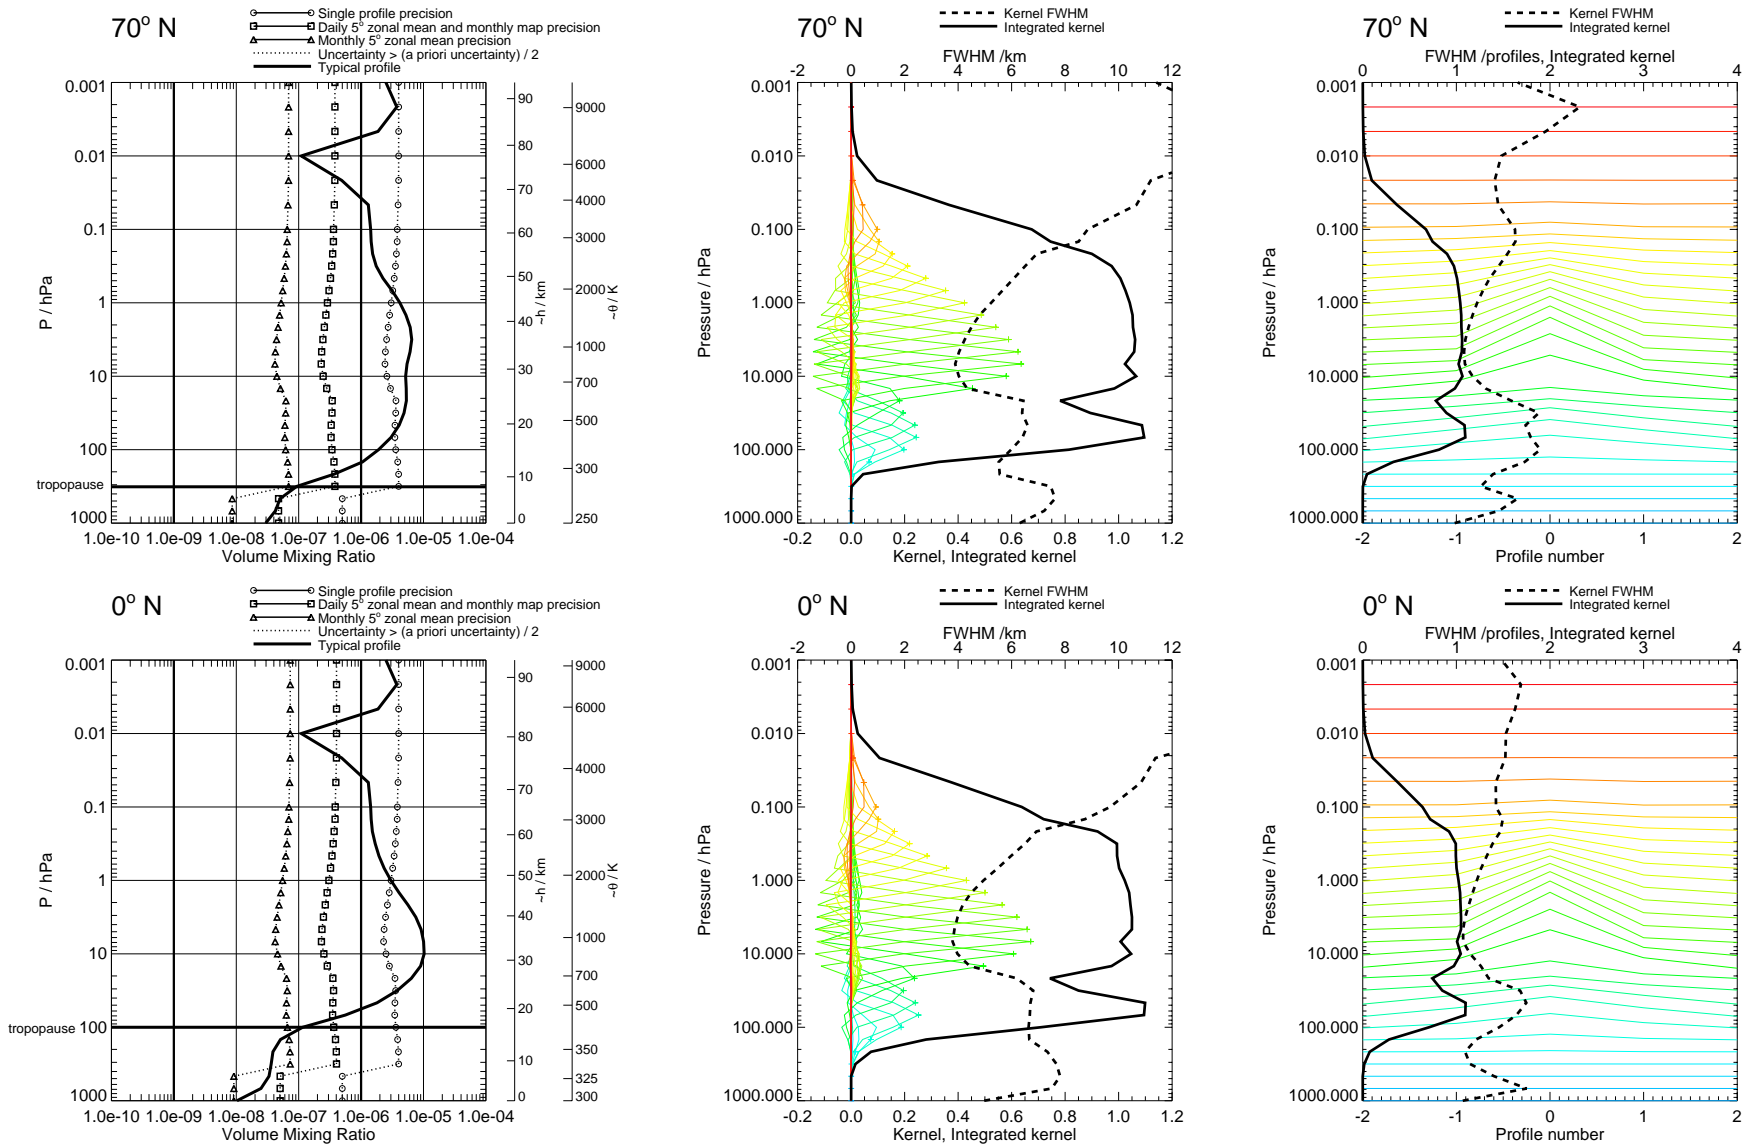 70° N
Single profile precision
Daily 5° zonal mean and monthly map precision
Monthly 5° zonal mean precision
Uncertainty > (a priori uncertainty) / 2
Typical profile
0.001
0.01
0.1
1
10
100
tropopause
1000
P / hPa
1.0e-10 1.0e-09 1.0e-08 1.0e-07 1.0e-06 1.0e-05 1.0e-04
Volume Mixing Ratio
90
80
70
60
50
40
30
20
10
0
~h / km
9000
6000
4000
3000
2000
1000
700
500
300
250
~θ / K
70° N
Kernel FWHM
Integrated kernel
FWHM /km
-2 0 2 4 6 8 10 12
0.001
0.010
0.100
1.000
10.000
100.000
1000.000
Pressure / hPa
-0.2 0.0 0.2 0.4 0.6 0.8 1.0 1.2
Kernel, Integrated kernel
70° N
Kernel FWHM
Integrated kernel
FWHM /profiles, Integrated kernel
0 1 2 3 4
0.001
0.010
0.100
1.000
10.000
100.000
1000.000
Pressure / hPa
-2 -1 0 1 2
Profile number
0° N
Single profile precision
Daily 5° zonal mean and monthly map precision
Monthly 5° zonal mean precision
Uncertainty > (a priori uncertainty) / 2
Typical profile
0.001
0.01
0.1
1
10
tropopause 100
1000
P / hPa
1.0e-10 1.0e-09 1.0e-08 1.0e-07 1.0e-06 1.0e-05 1.0e-04
Volume Mixing Ratio
90
80
70
60
50
40
30
20
10
0
~h / km
9000
6000
4000
3000
2000
1000
700
500
350
325
300
~θ / K
0° N
Kernel FWHM
Integrated kernel
FWHM /km
-2 0 2 4 6 8 10 12
0.001
0.010
0.100
1.000
10.000
100.000
1000.000
Pressure / hPa
-0.2 0.0 0.2 0.4 0.6 0.8 1.0 1.2
Kernel, Integrated kernel
0° N
Kernel FWHM
Integrated kernel
FWHM /profiles, Integrated kernel
0 1 2 3 4
0.001
0.010
0.100
1.000
10.000
100.000
1000.000
Pressure / hPa
-2 -1 0 1 2
Profile number